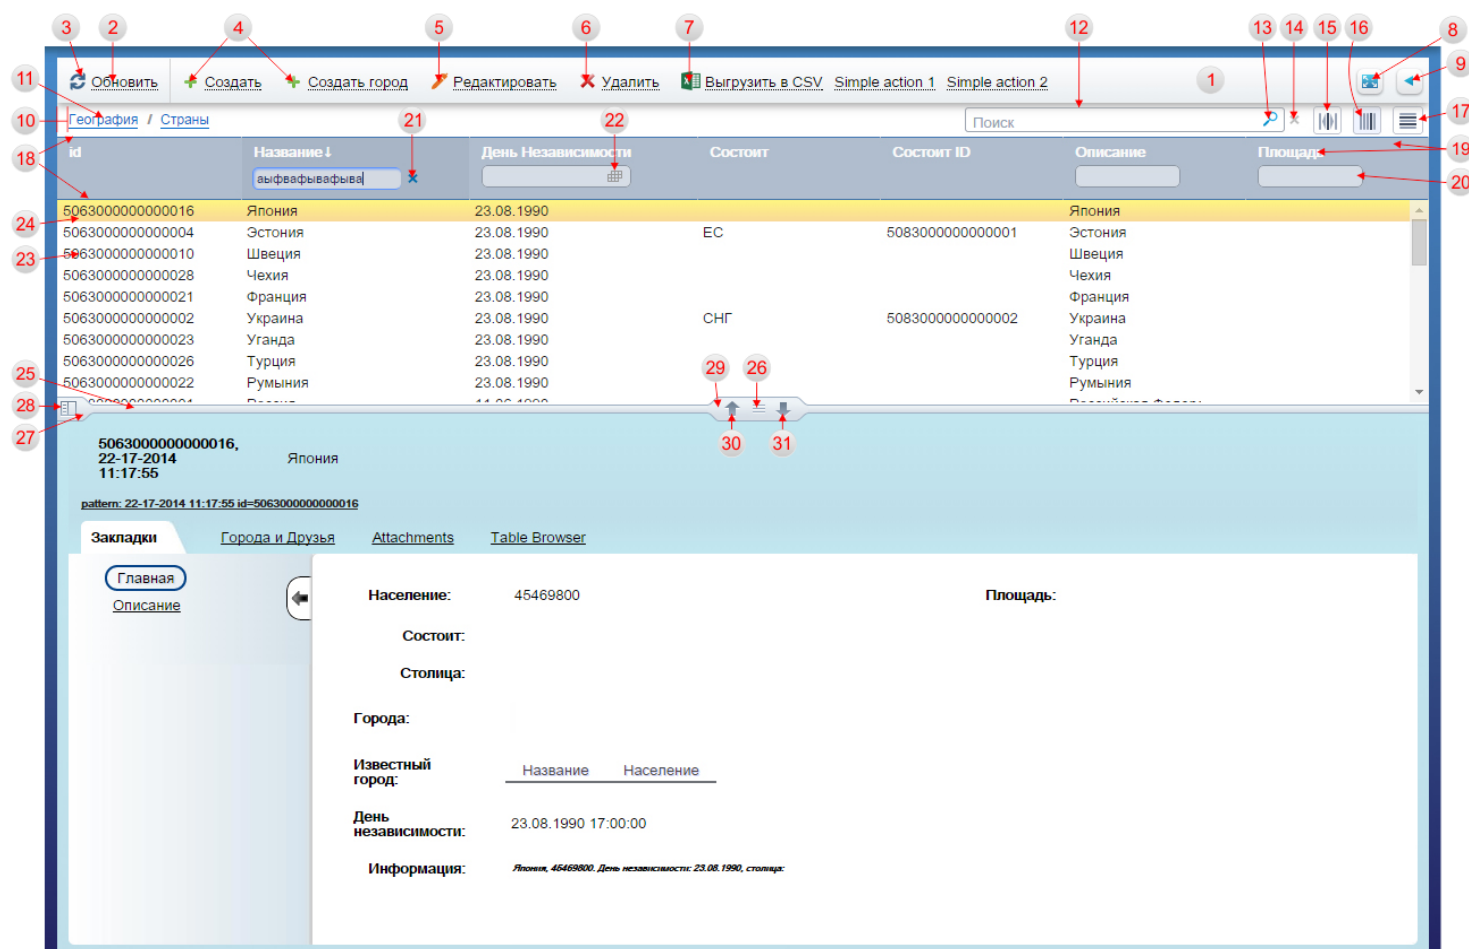 3 2 4 5 6 7 12 13 14 15 16 8
11 Обновить Создать Создать город Редактировать Удалить Выгрузить в CSV Simple action 1 Simple action 2 1 9
10 География / Страны 21 22 Поиск 17
18 id Название↓ День Независимости Состоит Состоит ID Описание Площадь 19
аыфвафывафыва 20
5063000000000016 Япония 23.08.1990 Япония
24
5063000000000004 Эстония 23.08.1990 ЕС 5083000000000001 Эстония
23 5063000000000010 Швеция 23.08.1990 Швеция
5063000000000028 Чехия 23.08.1990 Чехия
5063000000000021 Франция 23.08.1990 Франция
5063000000000002 Украина 23.08.1990 СНГ 5083000000000002 Украина
5063000000000023 Уганда 23.08.1990 Уганда
5063000000000026 Турция 23.08.1990 Турция
25 29 26
5063000000000022 Румыния 23.08.1990 Румыния
28
27 30 31
5063000000000016,
22-17-2014 Япония
11:17:55
pattern: 22-17-2014 11:17:55 id=5063000000000016
Закладки Города и Друзья Attachments Table Browser
Главная
Описание
Население: 45469800 Площадь:
Состоит:
Столица:
Города:
Известный
город: Название Население
День
независимости: 23.08.1990 17:00:00
Информация: Япония, 45469800. День независимости: 23.08.1990, столица: